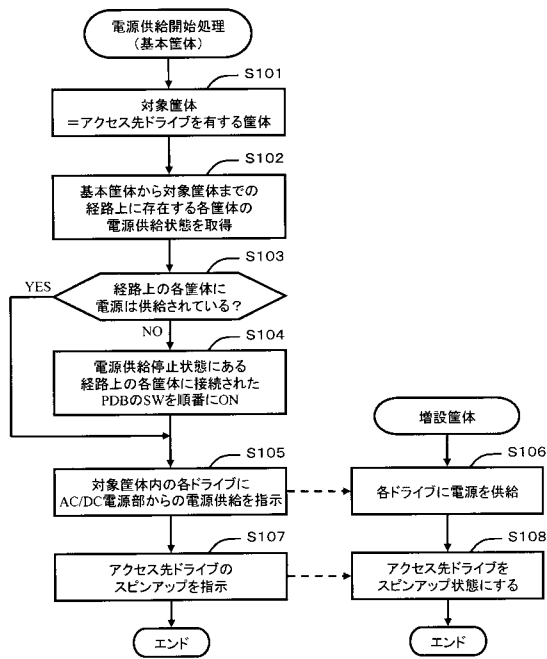 電源供給開始処理
(基本筐体)
S101
対象筐体
＝アクセス先ドライブを有する筐体
S102
基本筐体から対象筐体までの
経路上に存在する各筐体の
電源供給状態を取得
S103
経路上の各筐体に
電源は供給されている？
YES
NO
S104
電源供給停止状態にある
経路上の各筐体に接続された
PDBのSWを順番にON
S105
対象筐体内の各ドライブに
AC/DC電源部からの電源供給を指示
S107
アクセス先ドライブの
スピンアップを指示
エンド
増設筐体
S106
各ドライブに電源を供給
S108
アクセス先ドライブを
スピンアップ状態にする
エンド